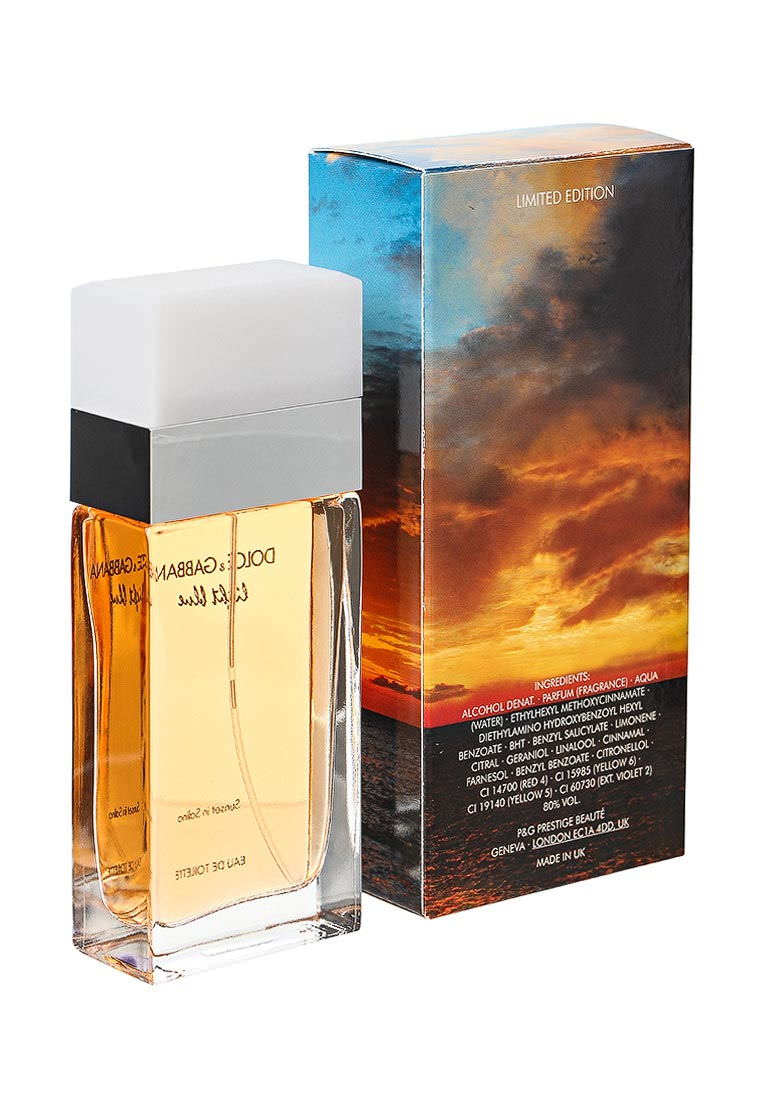 LIMITED EDITION
DOLCE & GABBANA
light blue
Sunset in Salina
EAU DE TOILETTE
INGREDIENTS:
ALCOHOL DENAT. · PARFUM (FRAGRANCE) · AQUA
(WATER) · ETHYLHEXYL METHOXYCINNAMATE ·
DIETHYLAMINO HYDROXYBENZOYL HEXYL
BENZOATE · BHT · BENZYL SALICYLATE · LIMONENE ·
CITRAL · GERANIOL · LINALOOL · CINNAMAL ·
FARNESOL · BENZYL BENZOATE · CITRONELLOL ·
CI 14700 (RED 4) · CI 15985 (YELLOW 6) ·
CI 19140 (YELLOW 5) · CI 60730 (EXT. VIOLET 2)
80% VOL.
P&G PRESTIGE BEAUTÉ
GENEVA · LONDON EC1A 4DD, UK
MADE IN UK